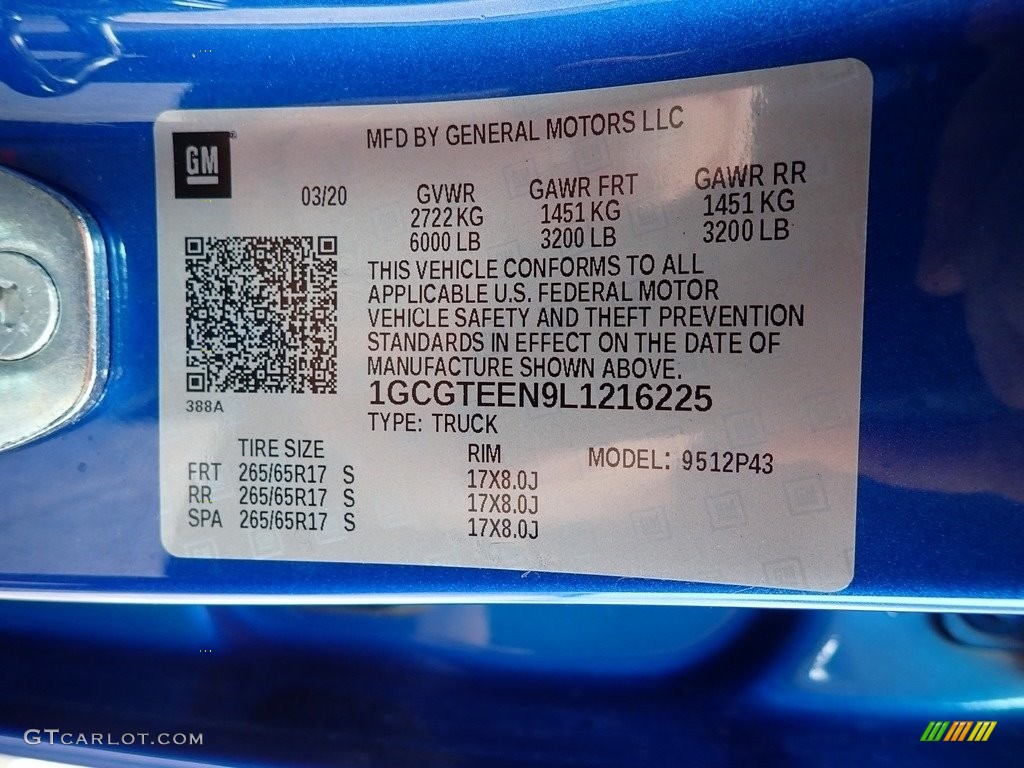 MFD BY GENERAL MOTORS LLC
GM
03/20 GVWR GAWR FRT GAWR RR
2722 KG 1451 KG 1451 KG
6000 LB 3200 LB 3200 LB
THIS VEHICLE CONFORMS TO ALL
APPLICABLE U.S. FEDERAL MOTOR
VEHICLE SAFETY AND THEFT PREVENTION
STANDARDS IN EFFECT ON THE DATE OF
MANUFACTURE SHOWN ABOVE.
1GCGTEEN9L1216225
388A
TYPE: TRUCK
TIRE SIZE RIM MODEL: 9512P43
FRT 265/65R17 S 17X8.0J
RR 265/65R17 S 17X8.0J
SPA 265/65R17 S 17X8.0J
GTCARLOT.COM